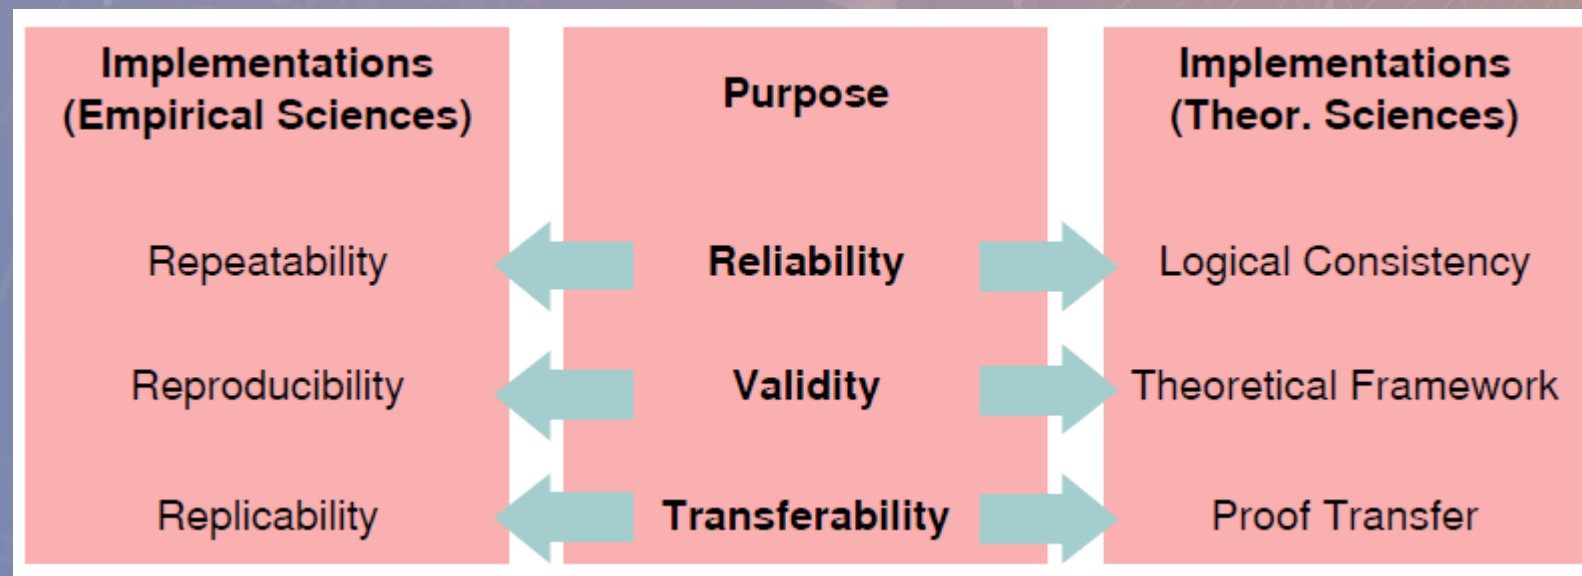 Implementations
(Empirical Sciences)
Purpose
Implementations
(Theor. Sciences)
Repeatability
Reliability
Logical Consistency
Reproducibility
Validity
Theoretical Framework
Replicability
Transferability
Proof Transfer